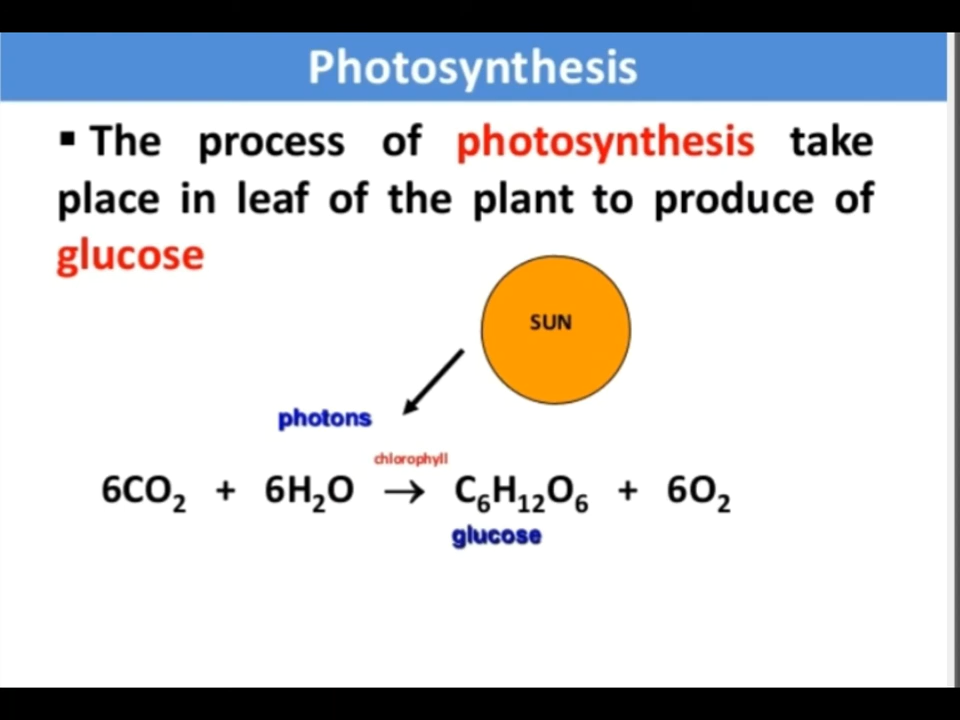 Photosynthesis
▪ The process of photosynthesis take
place in leaf of the plant to produce of
glucose
SUN
photons
chlorophyll
6CO₂ + 6H₂O → C₆H₁₂O₆ + 6O₂
glucose